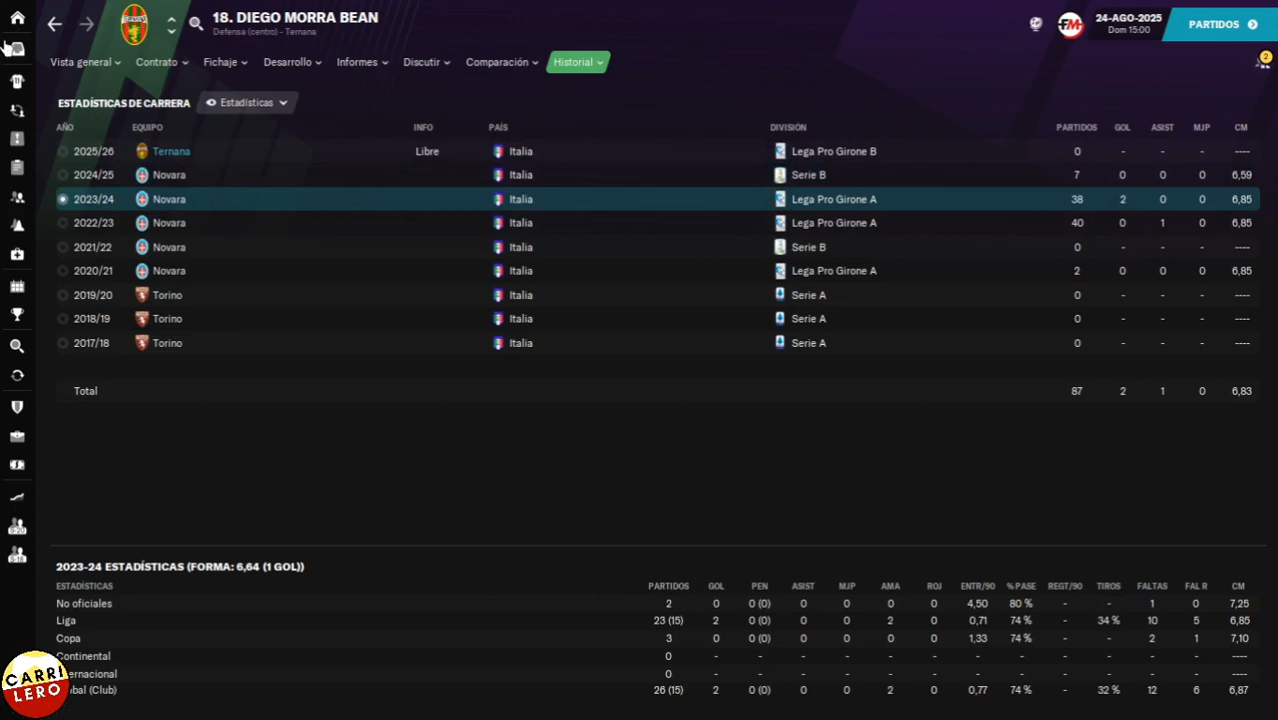 18. DIEGO MORRA BEAN
Defensa (centro) - Ternana
24-AGO-2025
Dom 15:00
PARTIDOS
2
Vista general
Contrato
Fichaje
Desarrollo
Informes
Discutir
Comparación
Historial
ESTADÍSTICAS DE CARRERA
Estadísticas
AÑO EQUIPO INFO PAÍS DIVISIÓN PARTIDOS GOL ASIST MJP CM
2025/26 Ternana Libre Italia Lega Pro Girone B 0 - - - ----
2024/25 Novara Italia Serie B 7 0 0 0 6,59
2023/24 Novara Italia Lega Pro Girone A 38 2 0 0 6,85
2022/23 Novara Italia Lega Pro Girone A 40 - 1 0 6,85
2021/22 Novara Italia Serie B 0 - - - ----
2020/21 Novara Italia Lega Pro Girone A 2 0 0 0 6,85
2019/20 Torino Italia Serie A 0 - - - ----
2018/19 Torino Italia Serie A 0 - - - ----
2017/18 Torino Italia Serie A 0 - - - ----
Total 87 2 1 0 6,83
2023-24 ESTADÍSTICAS (FORMA: 6,64 (1 GOL))
ESTADÍSTICAS PARTIDOS GOL PEN ASIST MJP AMA ROJ ENTR/90 % PASE REGT/90 TIROS FALTAS FAL R CM
No oficiales 2 0 0 (0) 0 0 0 0 4,50 80 % - - 1 0 7,25
Liga 23 (15) 2 0 (0) 0 0 2 0 0,71 74 % - 34 % 10 5 6,85
Copa 3 0 0 (0) 0 0 0 0 1,33 74 % - - 2 1 7,10
Continental 0 - - - - - - - - - - - - ----
ernacional 0 - - - - - - - - - - - - ----
bal (Club) 26 (15) 2 0 (0) 0 0 2 0 0,77 74 % - 32 % 12 6 6,87
CARRI
LERO